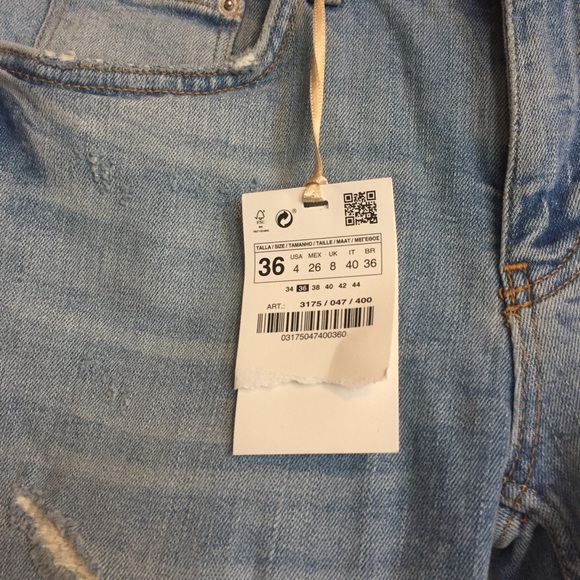 FSC
TALLA / SIZE / TAMANHO / TAILLE / MAAT / ΜΕΓΕΘΟΣ
36 USA 4 MEX 26 UK 8 IT 40 BR 36
34 36 38 40 42 44
ART.: 3175 / 047 / 400
03175047400360